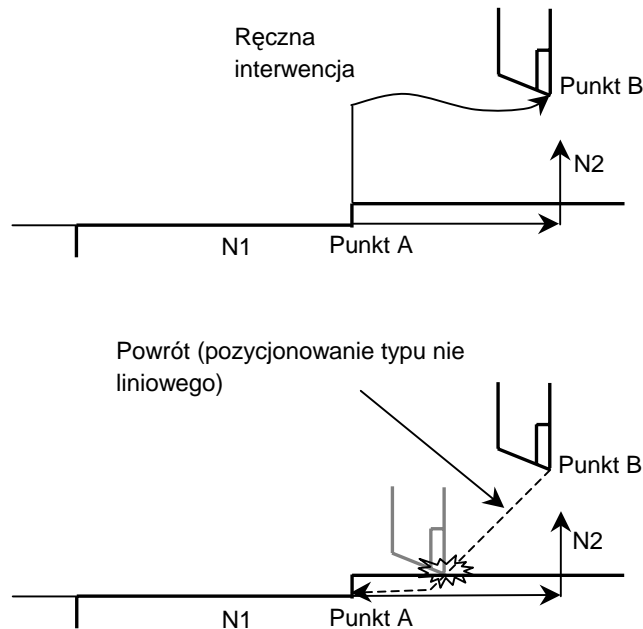 Ręczna
interwencja
Punkt B
N2
N1
Punkt A
Powrót (pozycjonowanie typu nie
liniowego)
Punkt B
N2
N1
Punkt A